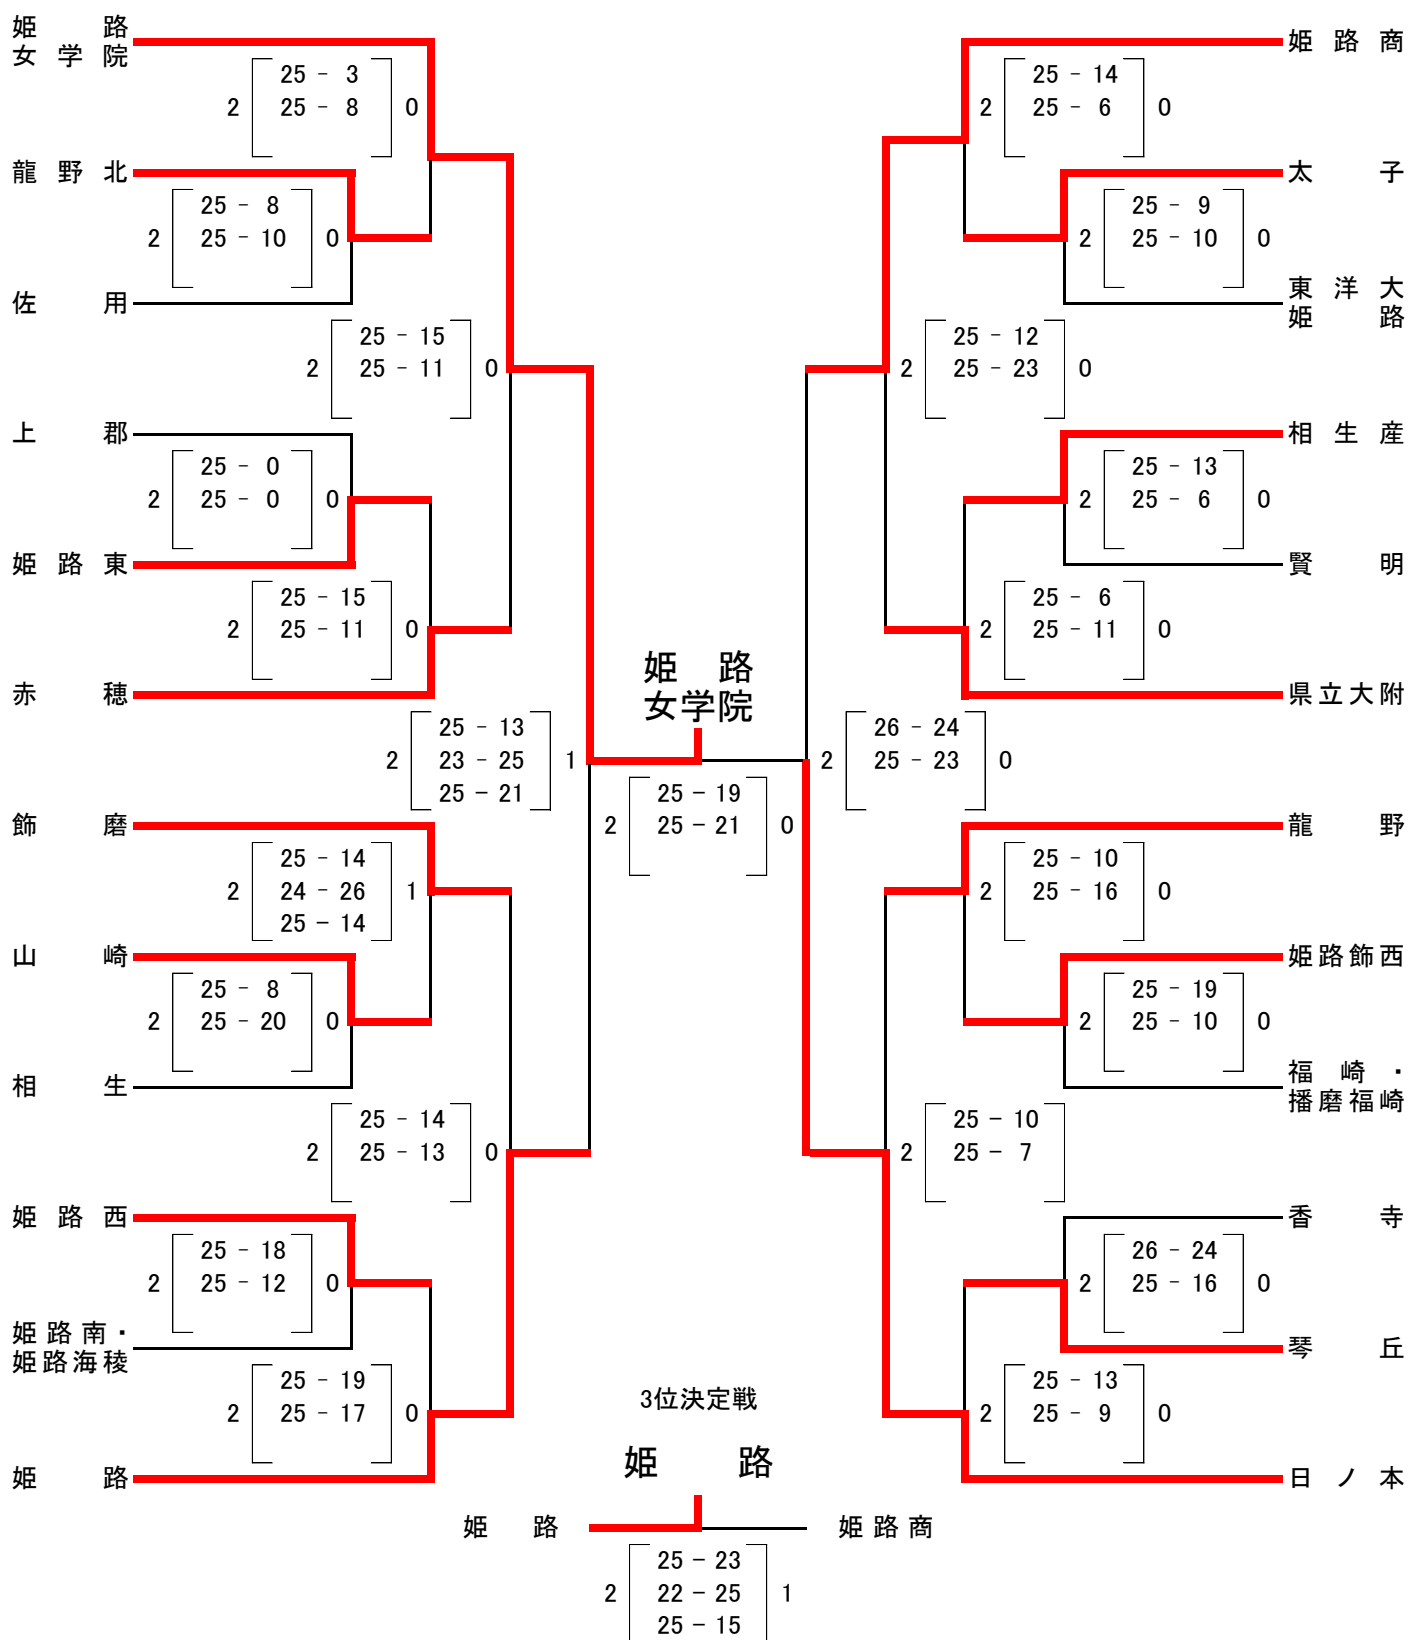 姫路
女学院
2 25 - 3 0
25 - 8
龍野北
2 25 - 8 0
25 - 10
佐用
2 25 - 15 0
25 - 11
上郡
2 25 - 0 0
25 - 0
姫路東
2 25 - 15 0
25 - 11
赤穂
2 25 - 13 1
23 - 25
25 - 21
飾磨
2 25 - 14 1
24 - 26
25 - 14
山崎
2 25 - 8 0
25 - 20
相生
2 25 - 14 0
25 - 13
姫路西
2 25 - 18 0
25 - 12
姫路南・
姫路海稜
2 25 - 19 0
25 - 17
姫路
姫路
女学院
2 25 - 19 0
25 - 21
姫路商
2 25 - 14 0
25 - 6
太子
2 25 - 9 0
25 - 10
東洋大
姫路
2 25 - 12 0
25 - 23
相生産
2 25 - 13 0
25 - 6
賢明
2 25 - 6 0
25 - 11
県立大附
2 26 - 24 0
25 - 23
龍野
2 25 - 10 0
25 - 16
姫路飾西
2 25 - 19 0
25 - 10
福崎・
播磨福崎
2 25 - 10
25 - 7
香寺
2 26 - 24 0
25 - 16
琴丘
2 25 - 13 0
25 - 9
日ノ本
3位決定戦
姫路
姫路 姫路商
2 25 - 23 1
22 - 25
25 - 15